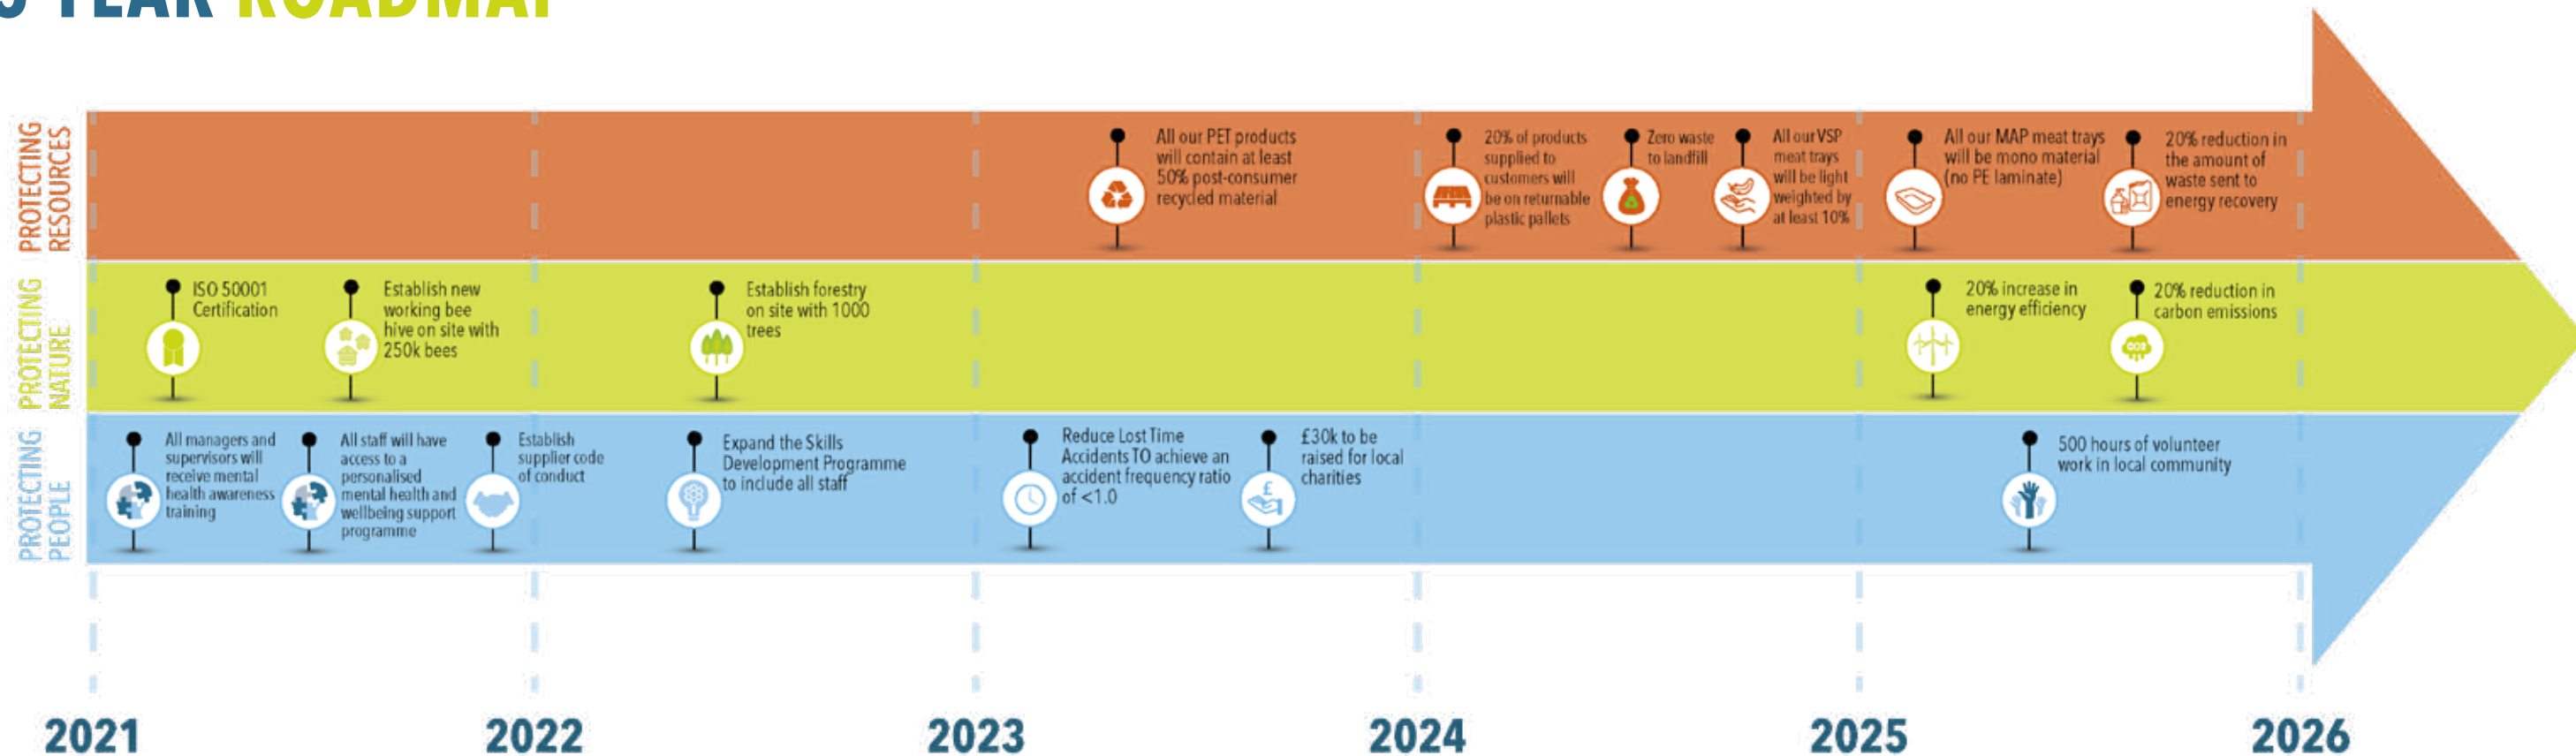 5 YEAR ROADMAP
PROTECTING
RESOURCES
All our PET products
will contain at least
50% post-consumer
recycled material
20% of products
supplied to
customers will
be on returnable
plastic pallets
Zero waste
to landfill
All our VSP
meat trays
will be light
weighted by
at least 10%
All our MAP meat trays
will be mono material
(no PE laminate)
20% reduction in
the amount of
waste sent to
energy recovery
PROTECTING
NATURE
ISO 50001
Certification
Establish new
working bee
hive on site with
250k bees
Establish forestry
on site with 1000
trees
20% increase in
energy efficiency
20% reduction in
carbon emissions
CO2
PROTECTING
PEOPLE
All managers and
supervisors will
receive mental
health awareness
training
All staff will have
access to a
personalised
mental health and
wellbeing support
programme
Establish
supplier code
of conduct
Expand the Skills
Development Programme
to include all staff
Reduce Lost Time
Accidents TO achieve an
accident frequency ratio
of <1.0
£
£30k to be
raised for local
charities
500 hours of volunteer
work in local community
2021 2022 2023 2024 2025 2026